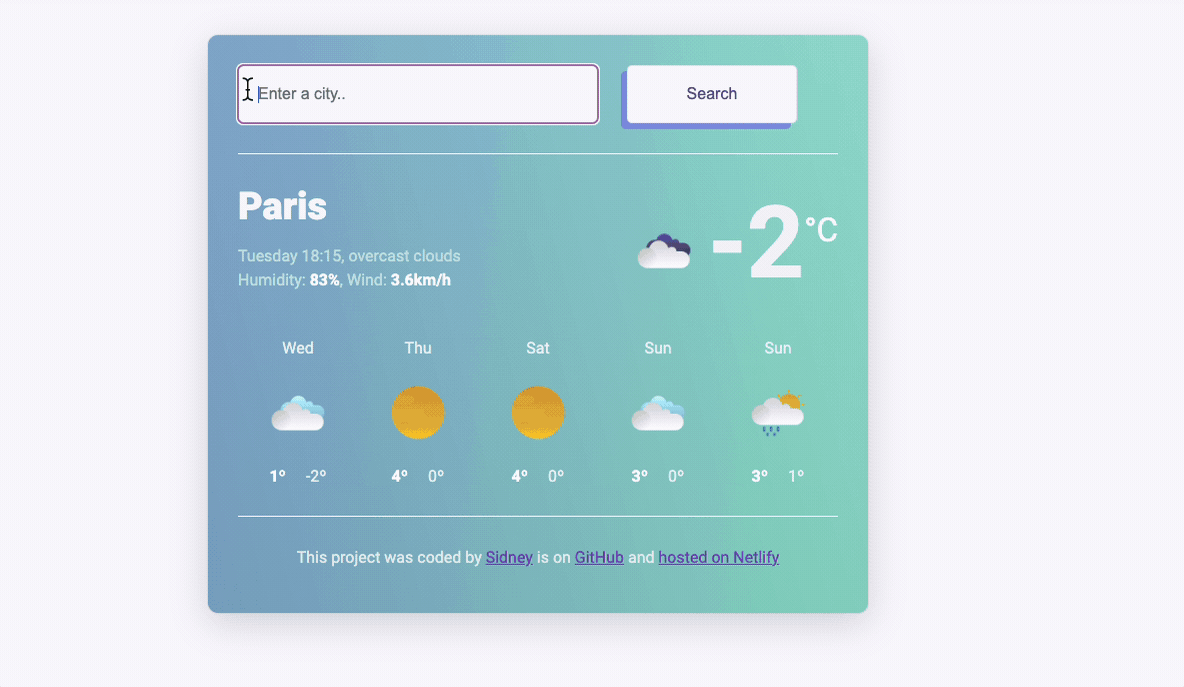 Enter a city..
Search
Paris
-2 °C
Tuesday 18:15, overcast clouds
Humidity: 83%, Wind: 3.6km/h
Wed Thu Sat Sun Sun
1° -2° 4° 0° 4° 0° 3° 0° 3° 1°
This project was coded by Sidney is on GitHub and hosted on Netlify